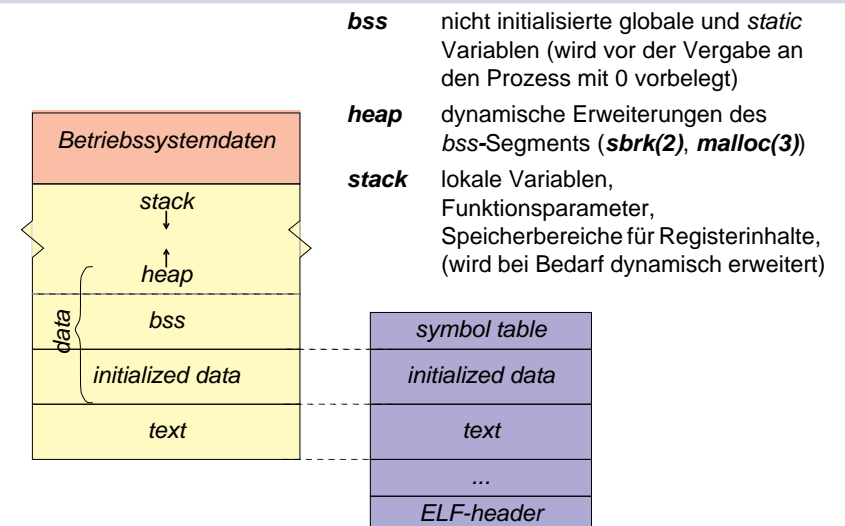 bss nicht initialisierte globale und static
Variablen (wird vor der Vergabe an
den Prozess mit 0 vorbelegt)
heap dynamische Erweiterungen des
bss-Segments (sbrk(2), malloc(3))
stack lokale Variablen,
Funktionsparameter,
Speicherbereiche für Registerinhalte,
(wird bei Bedarf dynamisch erweitert)
Betriebssystemdaten
stack
heap
data
bss
initialized data
text
symbol table
initialized data
text
...
ELF-header